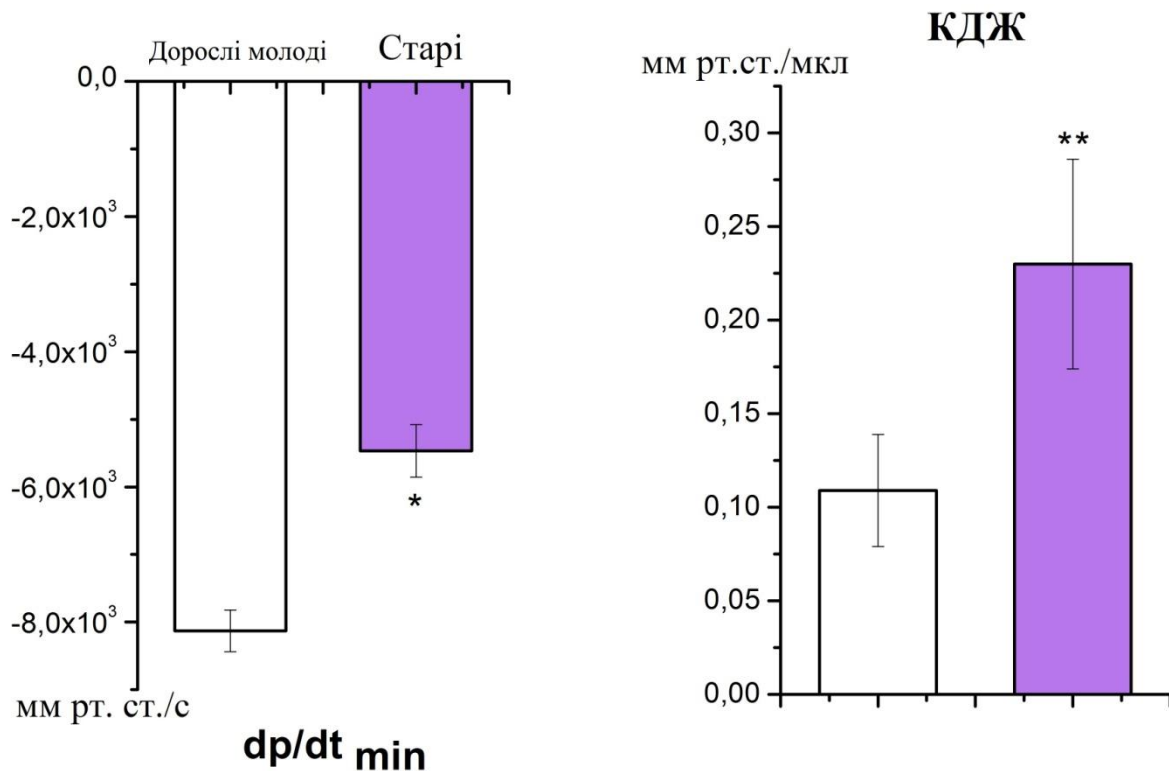 Дорослі молоді
Старі
0,0
-2,0x10³
-4,0x10³
-6,0x10³
*
-8,0x10³
мм рт. ст./с
dp/dt min
КДЖ
мм рт.ст./мкл
0,30
**
0,25
0,20
0,15
0,10
0,05
0,00